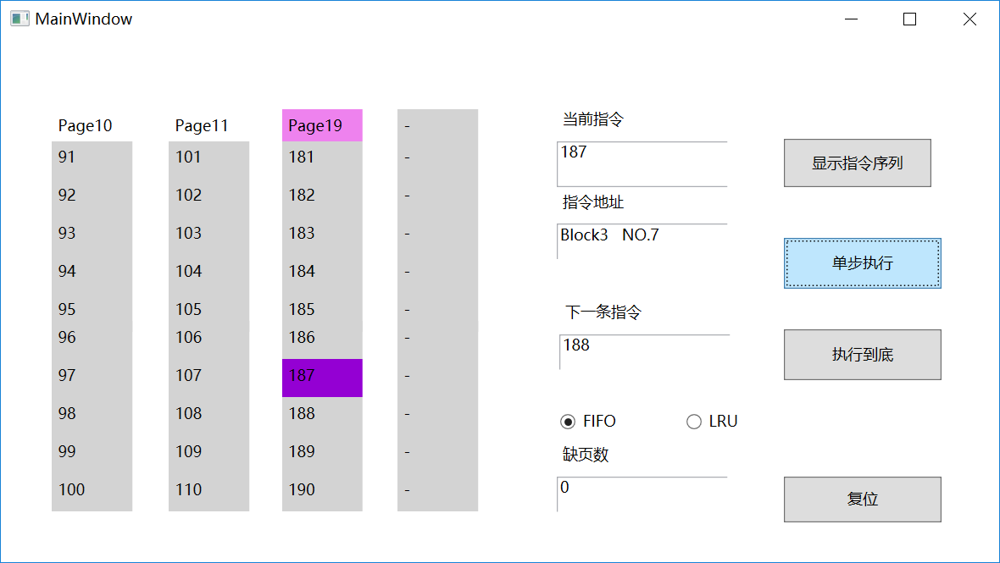 MainWindow
Page10 Page11 Page19 -
91 101 181 -
92 102 182 -
93 103 183 -
94 104 184 -
95 105 185 -
96 106 186 -
97 107 187 -
98 108 188 -
99 109 189 -
100 110 190 -
当前指令
187
指令地址
Block3 NO.7
下一条指令
188
FIFO LRU
缺页数
0
显示指令序列
单步执行
执行到底
复位